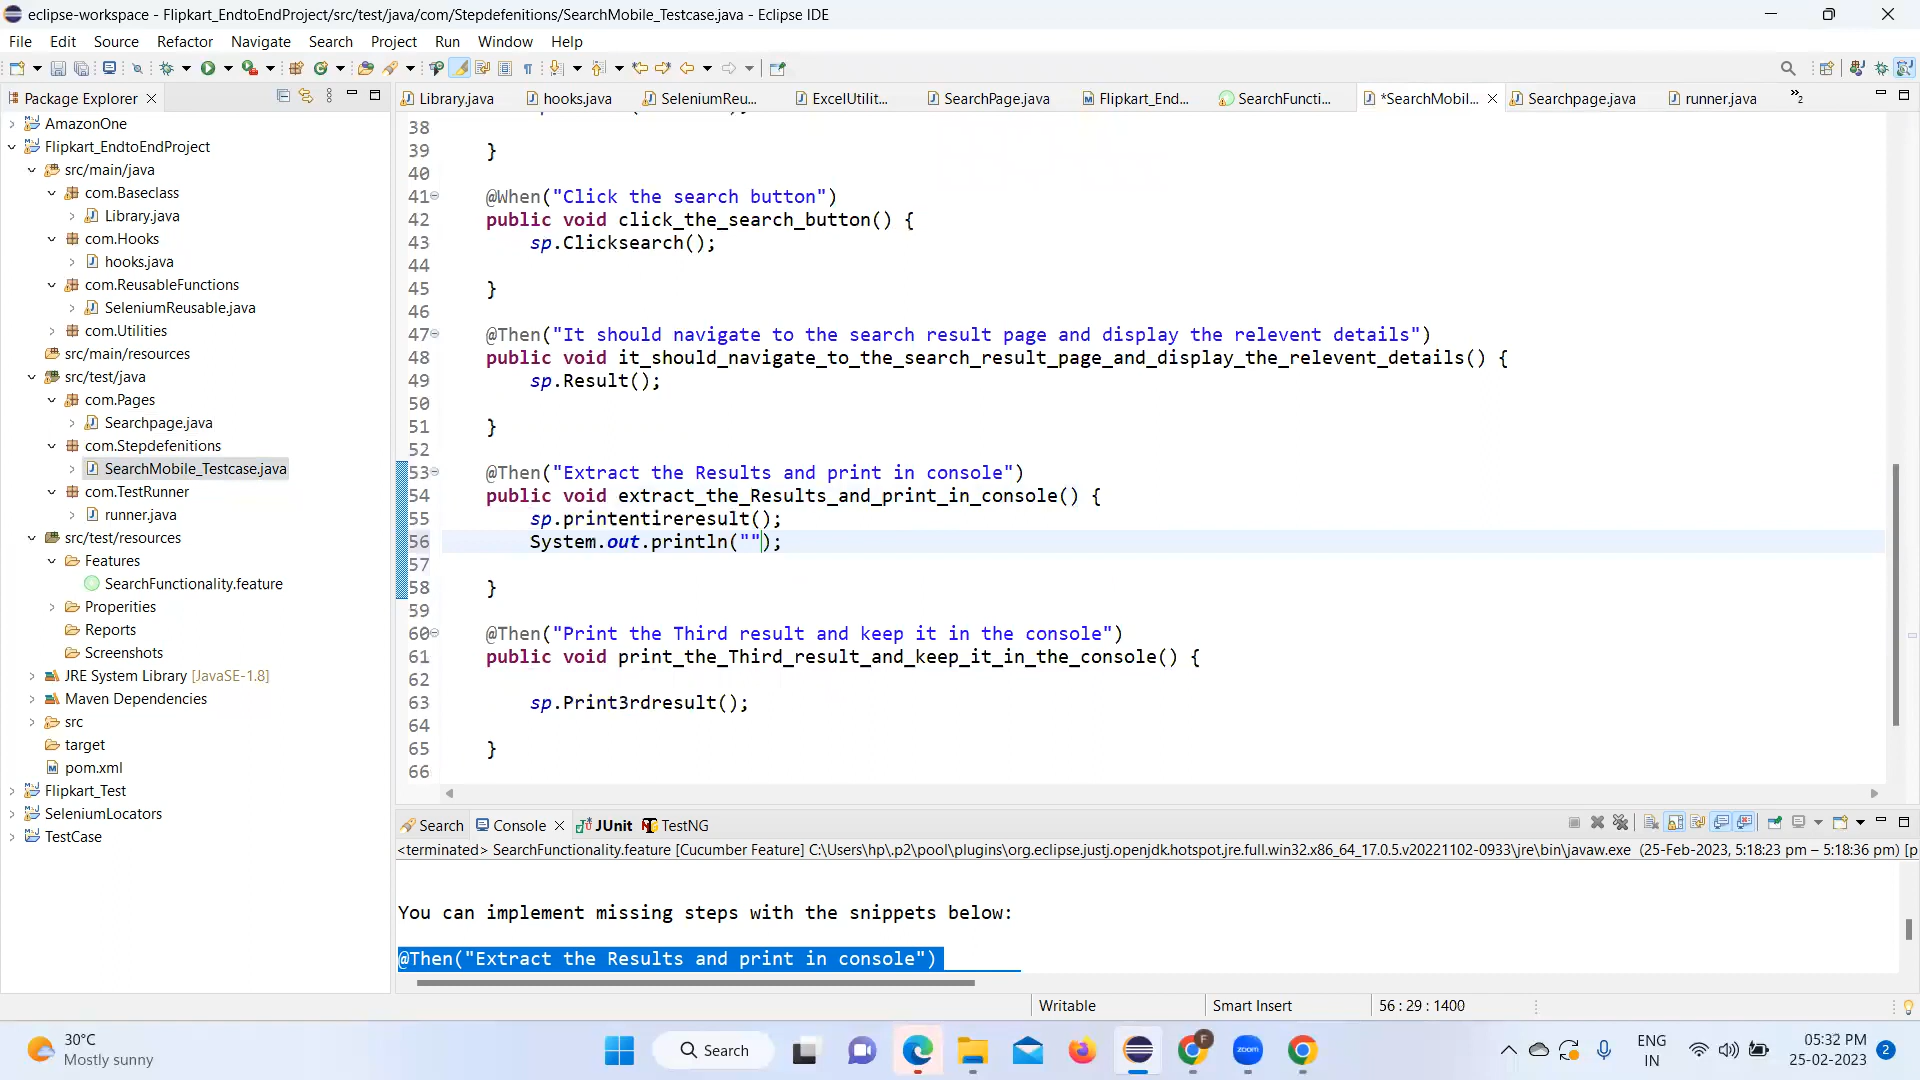 eclipse-workspace - Flipkart_EndtoEndProject/src/test/java/com/Stepdefenitions/SearchMobile_Testcase.java - Eclipse IDE
File Edit Source Refactor Navigate Search Project Run Window Help
Package Explorer
Library.java hooks.java SeleniumReu... ExcelUtilit... SearchPage.java Flipkart_End... SearchFuncti... *SearchMobil... Searchpage.java runner.java »2
AmazonOne
Flipkart_EndtoEndProject
src/main/java
com.Baseclass
Library.java
com.Hooks
hooks.java
com.ReusableFunctions
SeleniumReusable.java
com.Utilities
src/main/resources
src/test/java
com.Pages
Searchpage.java
com.Stepdefenitions
SearchMobile_Testcase.java
com.TestRunner
runner.java
src/test/resources
Features
SearchFunctionality.feature
Properities
Reports
Screenshots
JRE System Library [JavaSE-1.8]
Maven Dependencies
src
target
pom.xml
Flipkart_Test
SeleniumLocators
TestCase
38
39 }
40
41 @When("Click the search button")
42 public void click_the_search_button() {
43 sp.Clicksearch();
44
45 }
46
47 @Then("It should navigate to the search result page and display the relevent details")
48 public void it_should_navigate_to_the_search_result_page_and_display_the_relevent_details() {
49 sp.Result();
50
51 }
52
53 @Then("Extract the Results and print in console")
54 public void extract_the_Results_and_print_in_console() {
55 sp.printentireresult();
56 System.out.println("");
57
58 }
59
60 @Then("Print the Third result and keep it in the console")
61 public void print_the_Third_result_and_keep_it_in_the_console() {
62
63 sp.Print3rdresult();
64
65 }
66
Search Console JUnit TestNG
<terminated> SearchFunctionality.feature [Cucumber Feature] C:\Users\hp\.p2\pool\plugins\org.eclipse.justj.openjdk.hotspot.jre.full.win32.x86_64_17.0.5.v20221102-0933\jre\bin\javaw.exe (25-Feb-2023, 5:18:23 pm – 5:18:36 pm) [p
You can implement missing steps with the snippets below:
@Then("Extract the Results and print in console")
Writable Smart Insert 56 : 29 : 1400
30°C
Mostly sunny
Search
F
zoom
ENG
IN
05:32 PM
25-02-2023
2